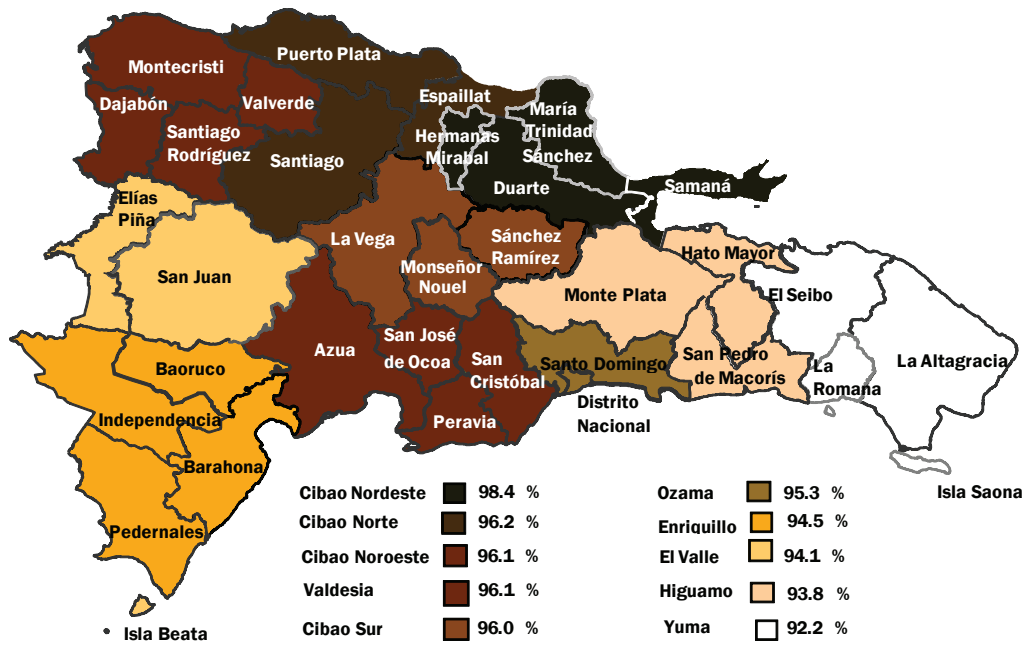 Puerto Plata
Montecristi
Espaillat
Dajabón
Valverde
María
Trinidad
Sánchez
Santiago
Rodríguez
Hermanas
Mirabal
Santiago
Duarte
Samaná
Elías
Piña
La Vega
Sánchez
Ramírez
Hato Mayor
San Juan
Monseñor
Nouel
Monte Plata
El Seibo
Azua
San José
de Ocoa
San
Cristóbal
Santo Domingo
San Pedro
de Macorís
La
Romana
La Altagracia
Baoruco
Distrito
Nacional
Independencia
Peravia
Barahona
Pedernales
Isla Saona
Isla Beata
Cibao Nordeste 98.4 %
Cibao Norte 96.2 %
Cibao Noroeste 96.1 %
Valdesia 96.1 %
Cibao Sur 96.0 %
Ozama 95.3 %
Enriquillo 94.5 %
El Valle 94.1 %
Higuamo 93.8 %
Yuma 92.2 %